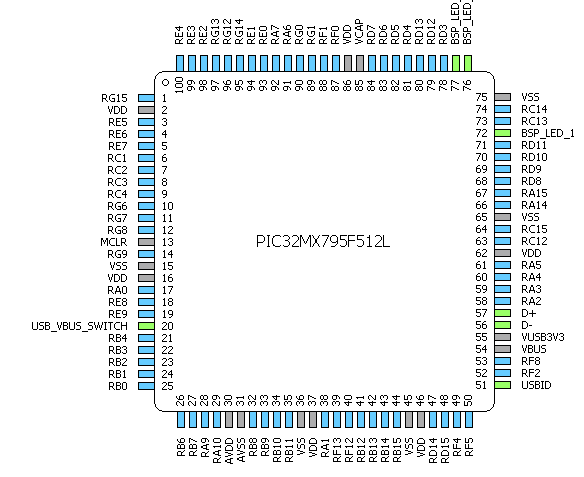 RE4 RE3 RE2 RG13 RG12 RG14 RE1 RE0 RA7 RA6 RG0 RG1 RF1 RF0 VDD VCAP RD7 RD6 RD5 RD4 RD13 RD12 RD3 BSP_LED_ BSP_LED_
100 99 98 97 96 95 94 93 92 91 90 89 88 87 86 85 84 83 82 81 80 79 78 77 76
RG15 1 75 VSS
VDD 2 74 RC14
RE5 3 73 RC13
RE6 4 72 BSP_LED_1
RE7 5 71 RD11
RC1 6 70 RD10
RC2 7 69 RD9
RC3 8 68 RD8
RC4 9 67 RA15
RG6 10 66 RA14
RG7 11 65 VSS
RG8 12 64 RC15
MCLR 13 63 RC12
PIC32MX795F512L
RG9 14 62 VDD
VSS 15 61 RA5
VDD 16 60 RA4
RA0 17 59 RA3
RE8 18 58 RA2
RE9 19 57 D+
USB_VBUS_SWITCH 20 56 D-
RB4 21 55 VUSB3V3
RB3 22 54 VBUS
RB2 23 53 RF8
RB1 24 52 RF2
RB0 25 51 USBID
26 27 28 29 30 31 32 33 34 35 36 37 38 39 40 41 42 43 44 45 46 47 48 49 50
RB6 RB7 RA9 RA10 AVDD AVSS RB8 RB9 RB10 RB11 VSS VDD RA1 RF13 RF12 RB12 RB13 RB14 RB15 VSS VDD RD14 RD15 RF4 RF5